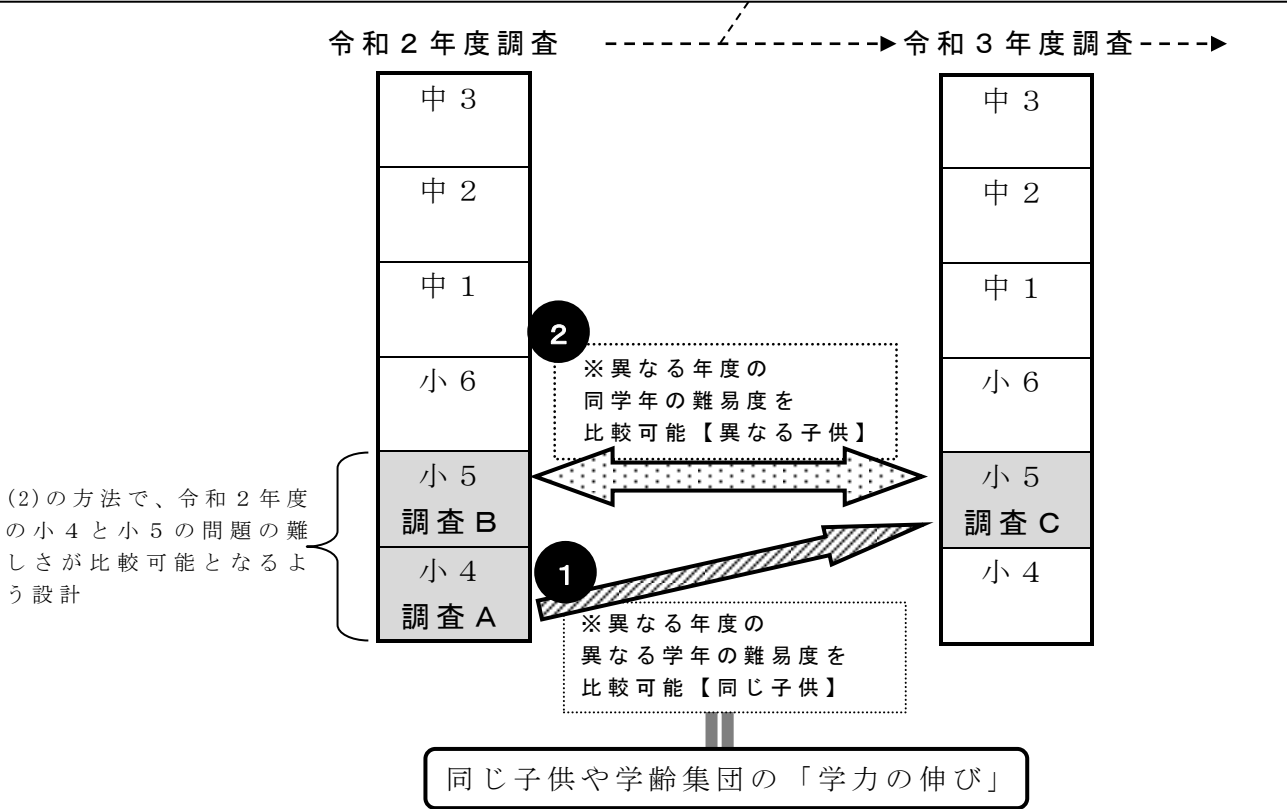 令和２年度調査
令和３年度調査
中３
中２
中１
小６
小５
調査Ｂ
小４
調査Ａ
(2)の方法で、令和２年度
の小４と小５の問題の難
しさが比較可能となるよ
う設計
2
※異なる年度の
同学年の難易度を
比較可能【異なる子供】
1
※異なる年度の
異なる学年の難易度を
比較可能【同じ子供】
中３
中２
中１
小６
小５
調査Ｃ
小４
同じ子供や学齢集団の「学力の伸び」